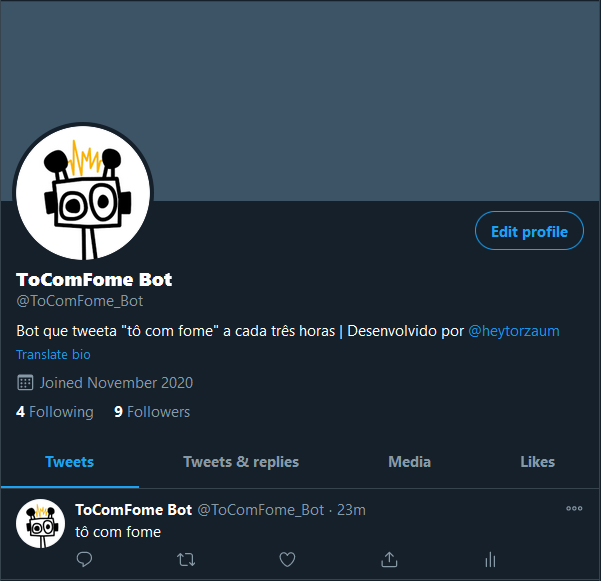 Edit profile
ToComFome Bot
@ToComFome_Bot
Bot que tweeta "tô com fome" a cada três horas | Desenvolvido por @heytorzaum
Translate bio
Joined November 2020
4 Following 9 Followers
Tweets Tweets & replies Media Likes
ToComFome Bot @ToComFome_Bot · 23m
tô com fome